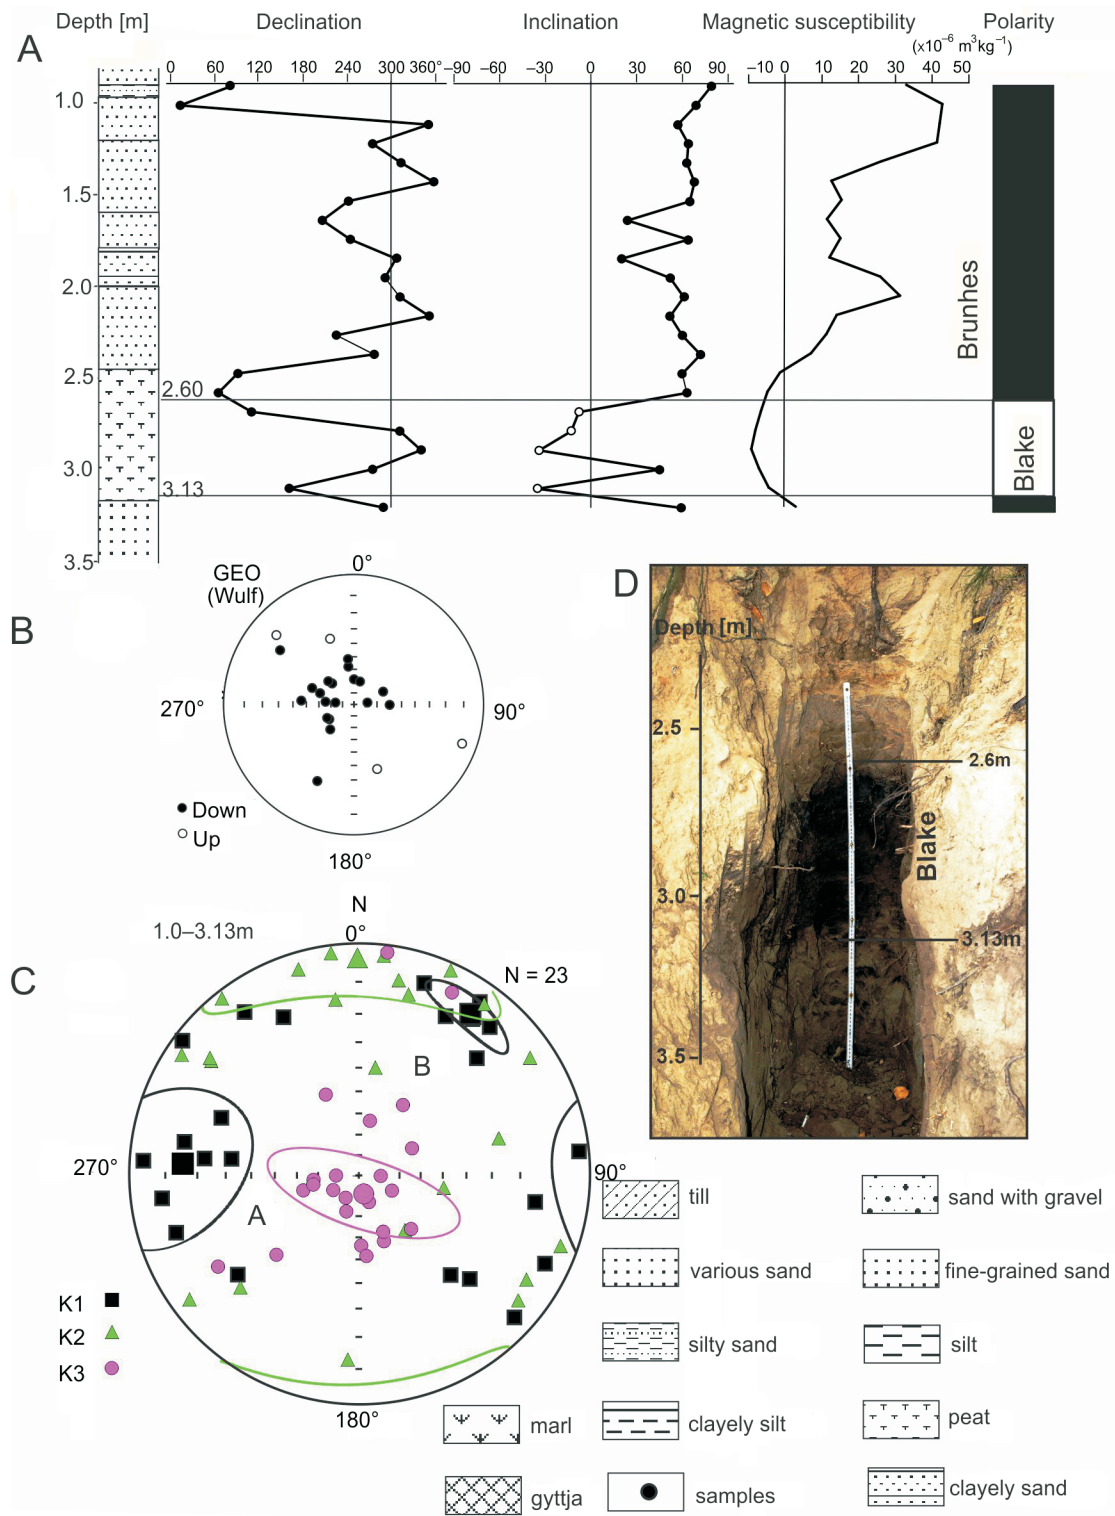 Depth [m]
Declination
Inclination
Magnetic susceptibility
Polarity
(x10⁻⁶ m³kg⁻¹)
A
0 60 120 180 240 300 360°
−90 −60 −30 0 30 60 90
−10 0 10 20 30 40 50
1.0
1.5
2.0
2.5
2.60
3.0
3.13
3.5
Brunhes
Blake
B
GEO
(Wulf)
0°
270°
90°
180°
Down
Up
D
Depth [m]
2.5
2.6m
Blake
3.0
3.13m
3.5
C
1.0–3.13m
N
0°
N = 23
B
270°
90°
A
180°
K1
K2
K3
till
sand with gravel
various sand
fine-grained sand
silty sand
silt
marl
clayely silt
peat
gyttja
samples
clayely sand